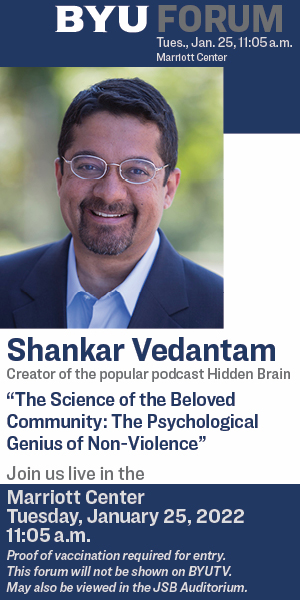 BYU FORUM
Tues., Jan. 25, 11:05 a.m.
Marriott Center
Shankar Vedantam
Creator of the popular podcast Hidden Brain
“The Science of the Beloved
Community: The Psychological
Genius of Non-Violence”
Join us live in the
Marriott Center
Tuesday, January 25, 2022
11:05 a.m.
Proof of vaccination required for entry.
This forum will not be shown on BYUTV.
May also be viewed in the JSB Auditorium.